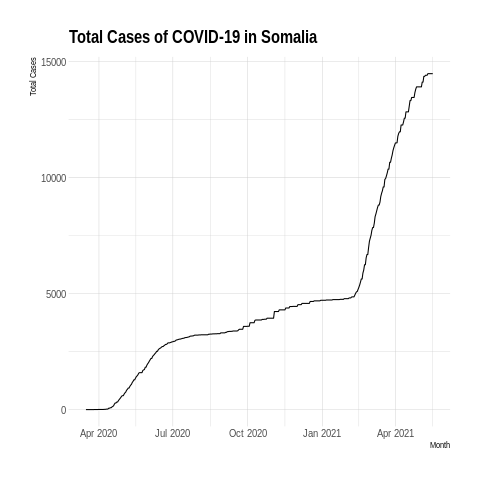 Total Cases of COVID-19 in Somalia
Total Cases
15000
10000
5000
0
Apr 2020 Jul 2020 Oct 2020 Jan 2021 Apr 2021
Month